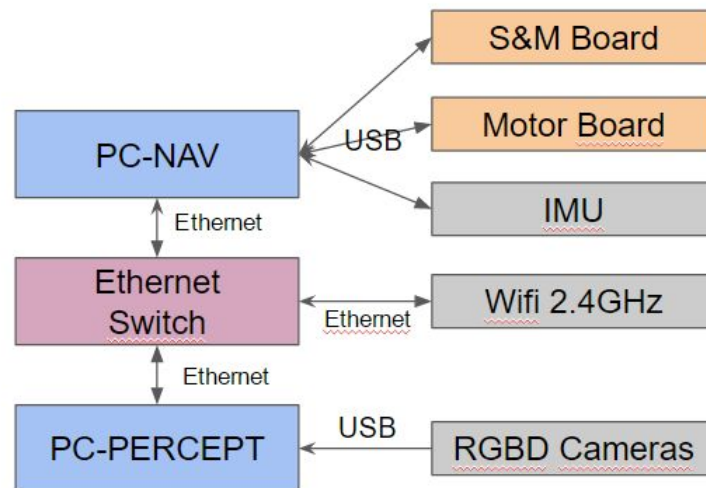 S&M Board
Motor Board
USB
PC-NAV
IMU
Ethernet
Ethernet
Switch
Wifi 2.4GHz
Ethernet
Ethernet
PC-PERCEPT
USB
RGBD Cameras